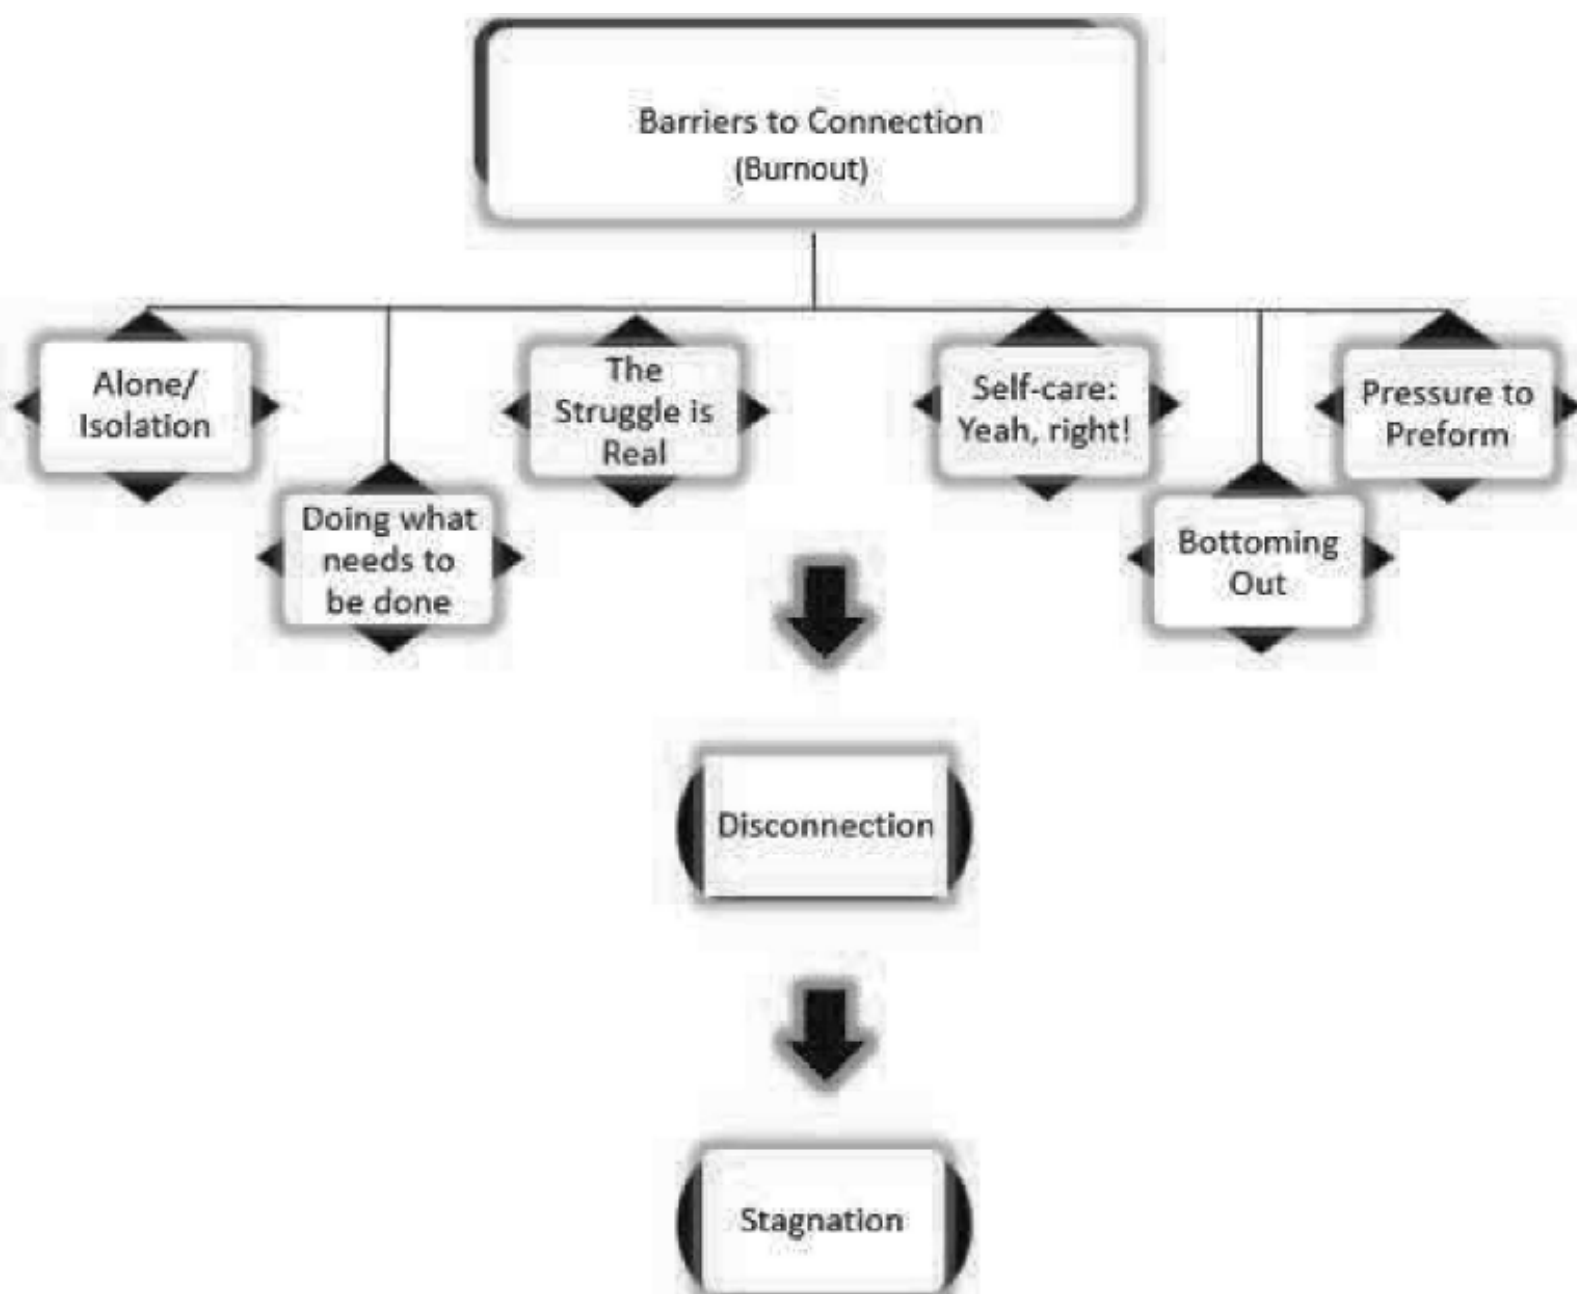 Barriers to Connection
(Burnout)
Alone/
Isolation
Doing what
needs to
be done
The
Struggle is
Real
Self-care:
Yeah, right!
Bottoming
Out
Pressure to
Preform
Disconnection
Stagnation